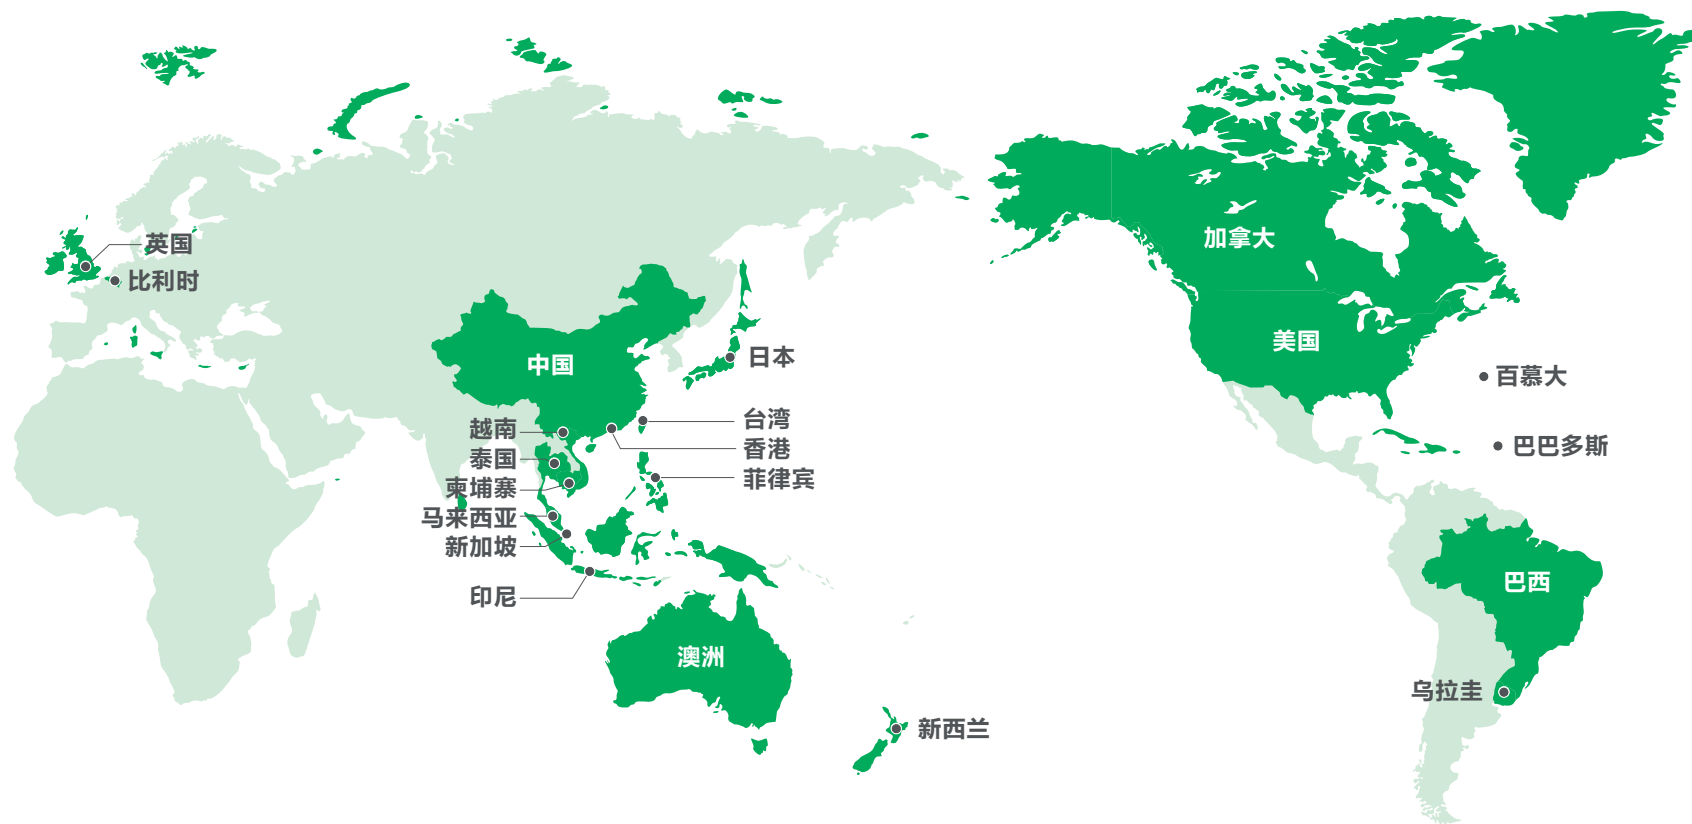 英国
比利时
中国
日本
越南
泰国
柬埔寨
马来西亚
新加坡
印尼
台湾
香港
菲律宾
澳洲
新西兰
加拿大
美国
百慕大
巴巴多斯
巴西
乌拉圭